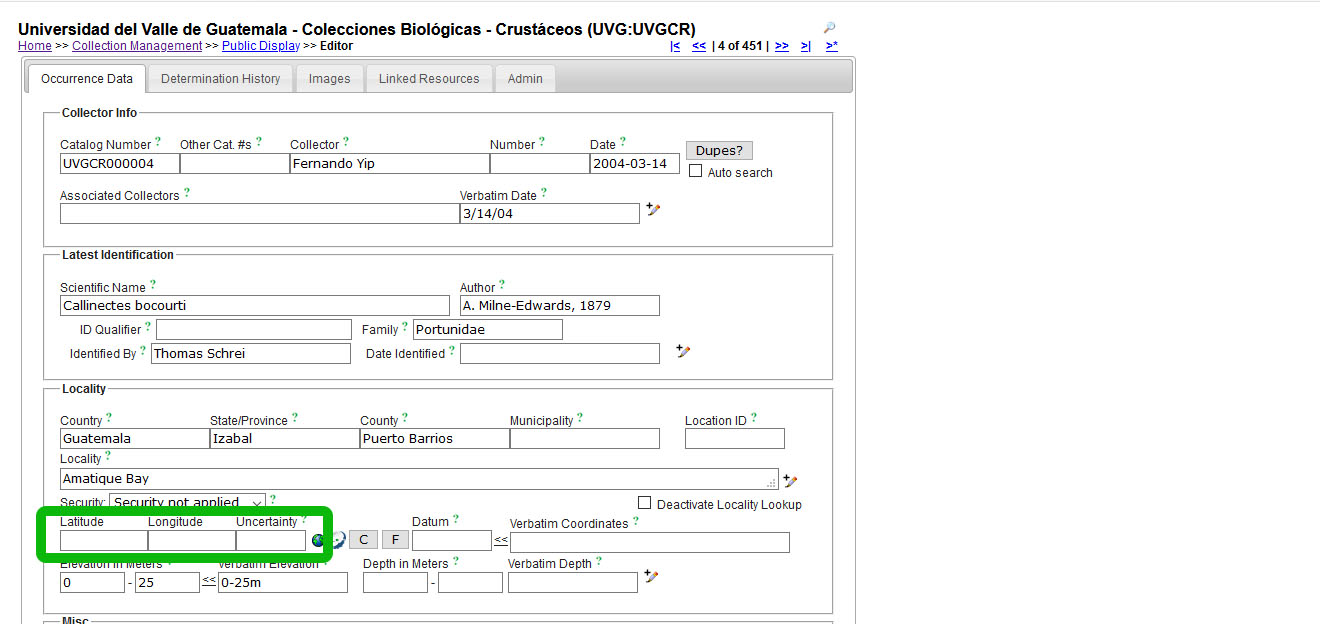 Universidad del Valle de Guatemala - Colecciones Biológicas - Crustáceos (UVG:UVGCR)
Home >> Collection Management >> Public Display >> Editor |< << | 4 of 451 | >> >| >*
Occurrence Data Determination History Images Linked Resources Admin
Collector Info
Catalog Number ? Other Cat. #s ? Collector ? Number ? Date ?
UVGCR000004 Fernando Yip 2004-03-14 Dupes?
Auto search
Associated Collectors ? Verbatim Date ?
3/14/04
Latest Identification
Scientific Name ? Author ?
Callinectes bocourti A. Milne-Edwards, 1879
ID Qualifier ? Family ? Portunidae
Identified By ? Thomas Schrei Date Identified ?
Locality
Country ? State/Province ? County ? Municipality ? Location ID ?
Guatemala Izabal Puerto Barrios
Locality ?
Amatique Bay
Security: Security not applied ? Deactivate Locality Lookup
Latitude Longitude Uncertainty ? Datum ? Verbatim Coordinates ?
C F <<
Elevation in Meters ? Verbatim Elevation ? Depth in Meters ? Verbatim Depth ?
0 - 25 << 0-25m -
Misc